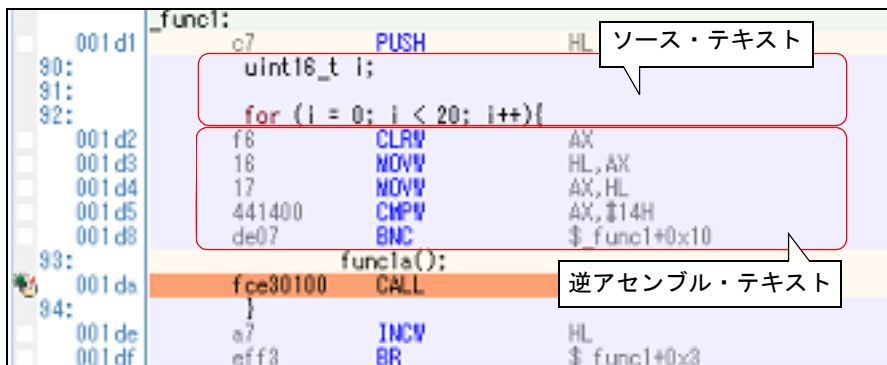 _func1:
001d1 c7 PUSH HL
ソース・テキスト
90: uint16_t i;
91:
92: for (i = 0; i < 20; i++){
001d2 f6 CLRW AX
001d3 16 MOVW HL,AX
001d4 17 MOVW AX,HL
001d5 441400 CMPW AX,#14H
001d8 de07 BNC $_func1+0x10
93: func1a();
001da fce30100 CALL
逆アセンブル・テキスト
94: }
001de a7 INCW HL
001df eff3 BR $_func1+0x3